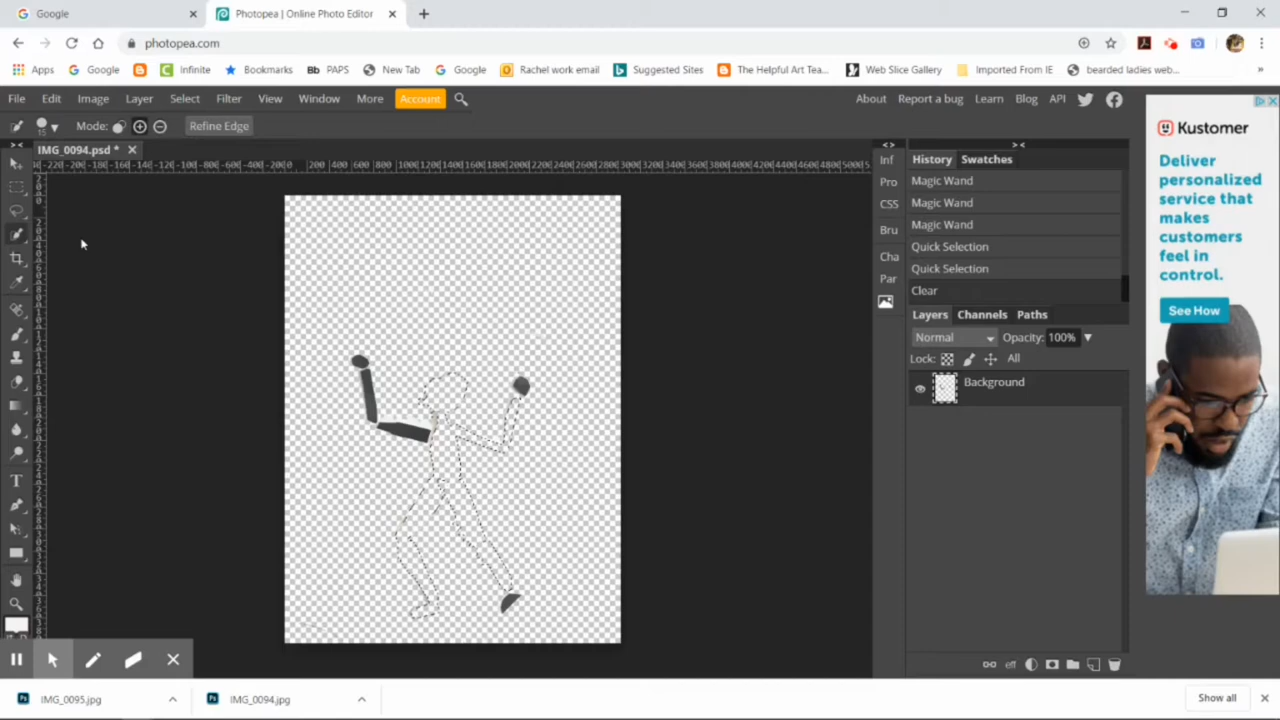 Google
Photopea | Online Photo Editor
photopea.com
Apps Google Infinite Bookmarks Bb PAPS New Tab Google Rachel work email Suggested Sites The Helpful Art Tea... Web Slice Gallery Imported From IE bearded ladies web... »
File Edit Image Layer Select Filter View Window More Account About Report a bug Learn Blog API
15 Mode: Refine Edge
IMG_0094.psd *
Inf History Swatches
Pro Magic Wand
CSS Magic Wand
Bru Magic Wand
Cha Quick Selection
Par Quick Selection
Clear
Layers Channels Paths
Normal Opacity: 100%
Lock: All
Background
eff
Kustomer
Deliver
personalized
service that
makes
customers
feel in
control.
See How
IMG_0095.jpg IMG_0094.jpg Show all